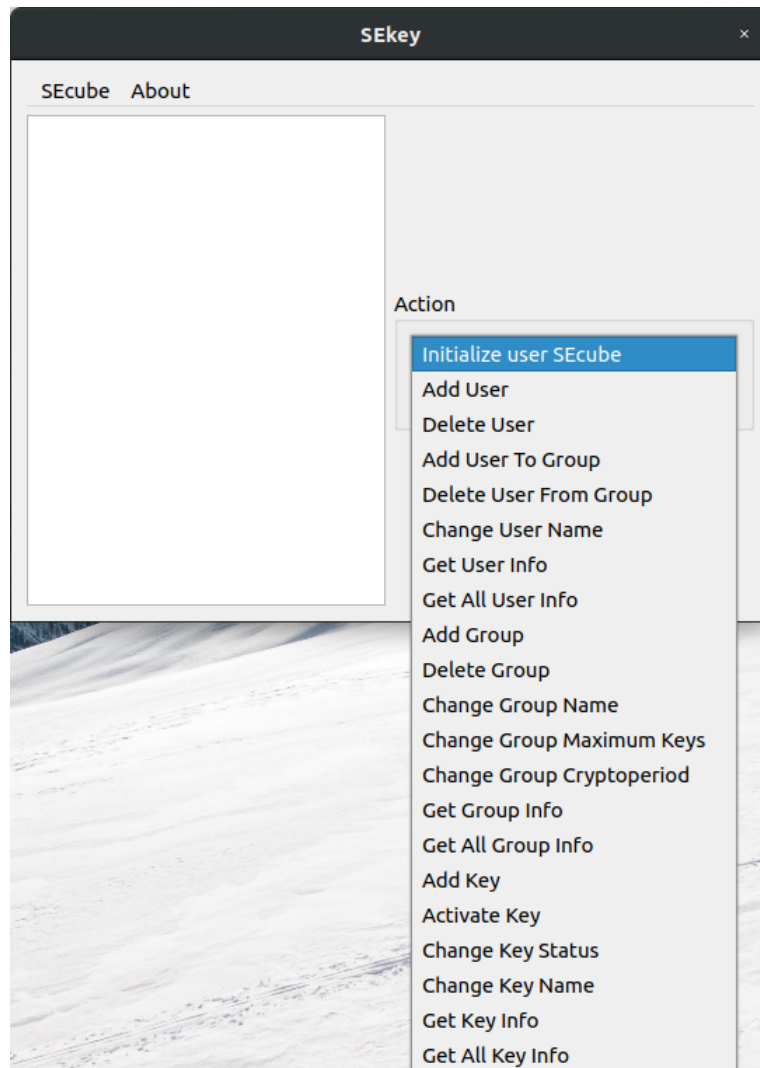 SEkey
×
SEcube About
Action
Initialize user SEcube
Add User
Delete User
Add User To Group
Delete User From Group
Change User Name
Get User Info
Get All User Info
Add Group
Delete Group
Change Group Name
Change Group Maximum Keys
Change Group Cryptoperiod
Get Group Info
Get All Group Info
Add Key
Activate Key
Change Key Status
Change Key Name
Get Key Info
Get All Key Info